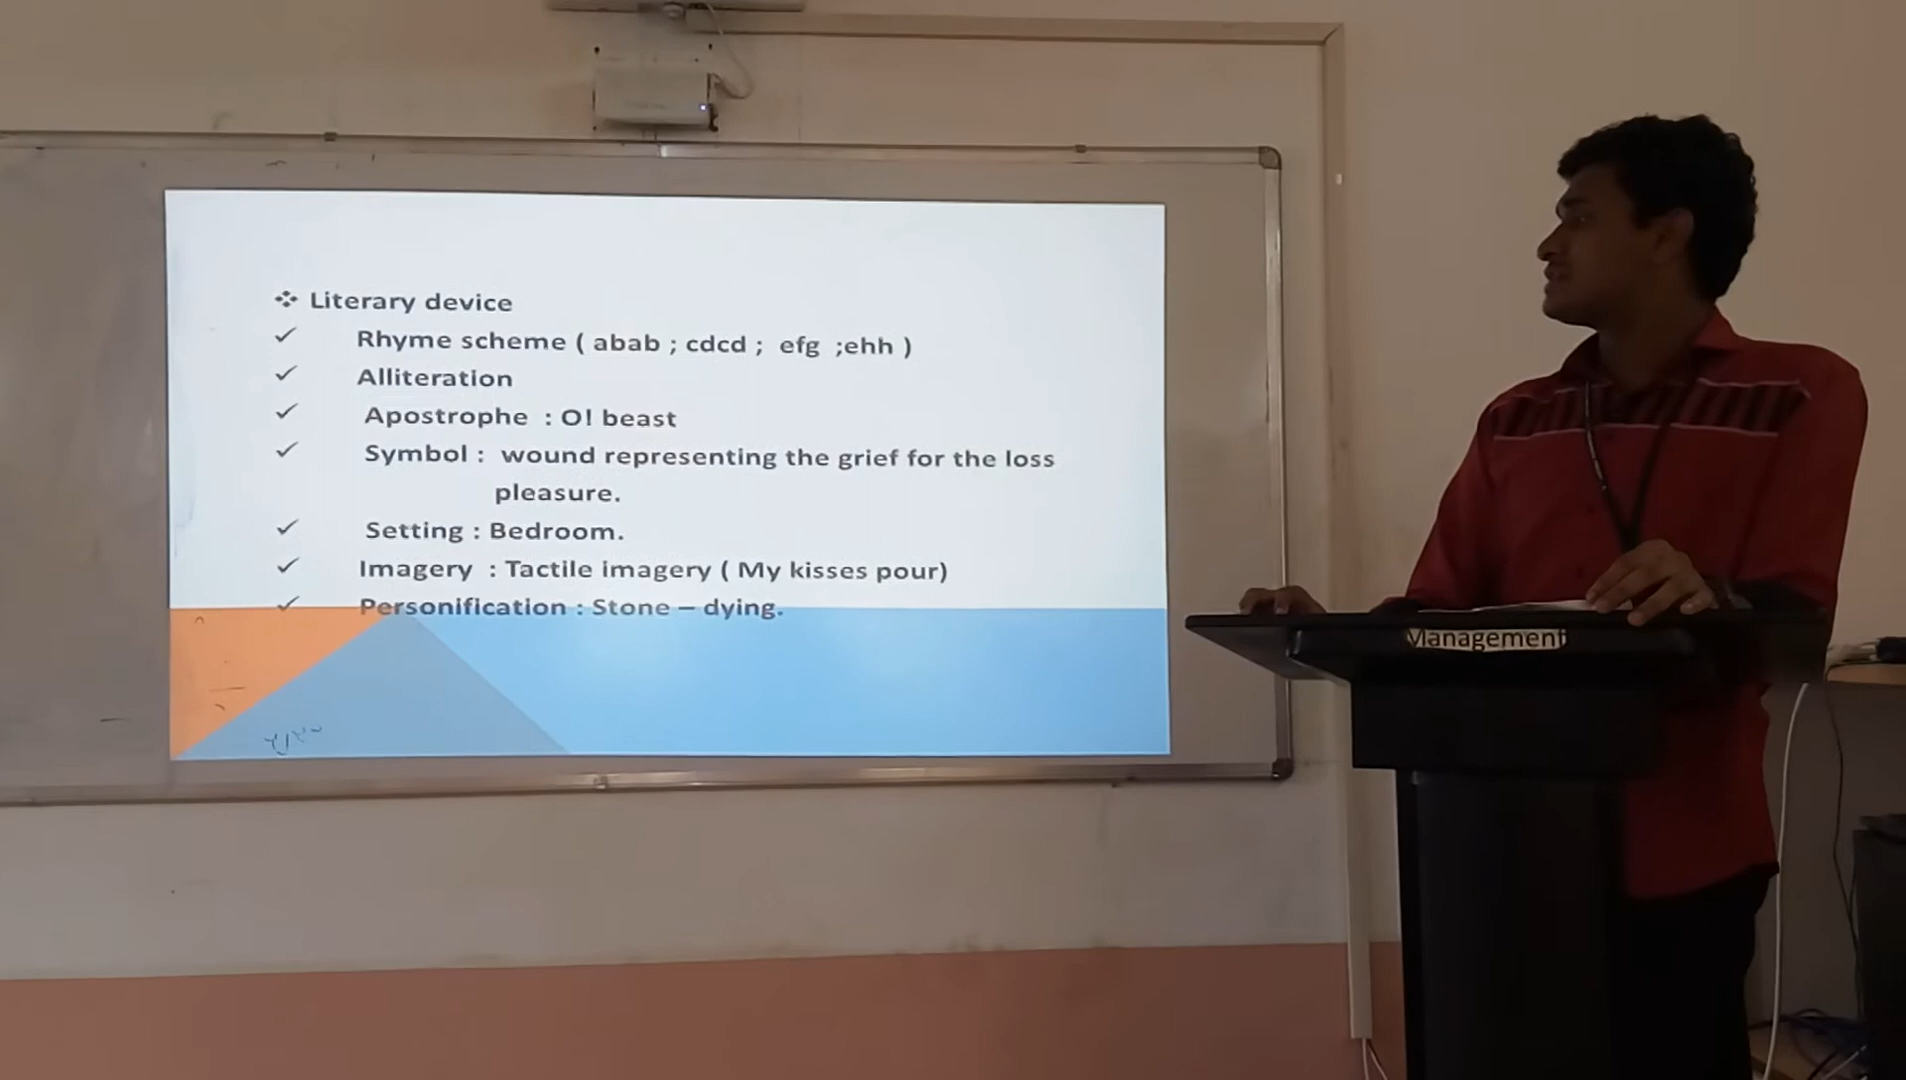 Literary device
Rhyme scheme ( abab ; cdcd ; efg ;ehh )
Alliteration
Apostrophe : O! beast
Symbol : wound representing the grief for the loss
pleasure.
Setting : Bedroom.
Imagery : Tactile imagery ( My kisses pour)
Personification : Stone – dying.
Management